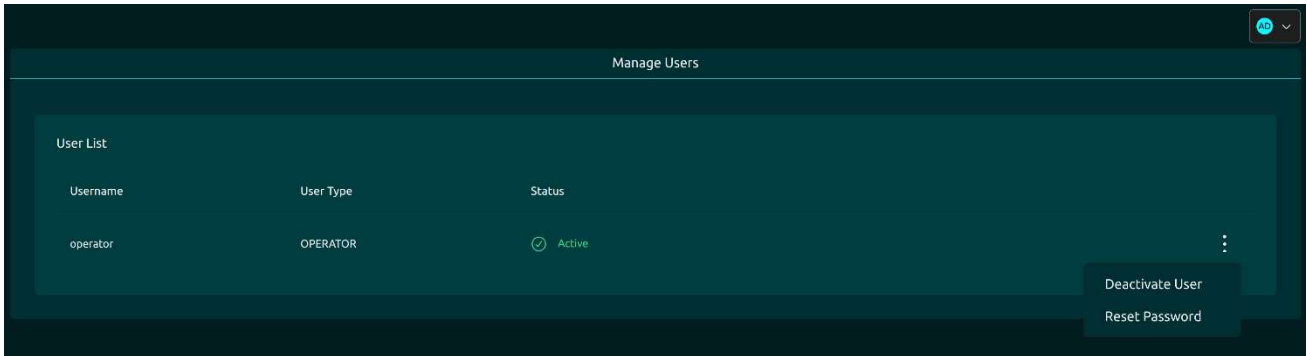 AD
Manage Users
User List
Username User Type Status
operator OPERATOR Active
Deactivate User
Reset Password